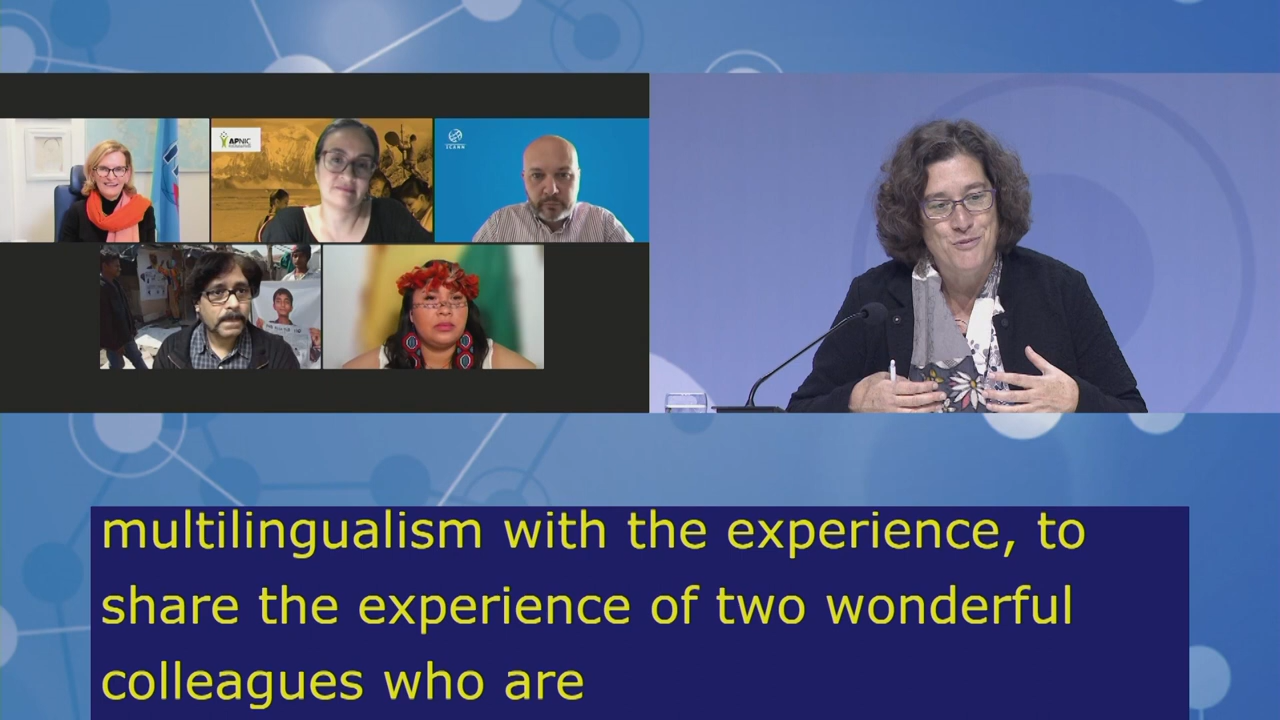 APNIC
ICANN
multilingualism with the experience, to
share the experience of two wonderful
colleagues who are